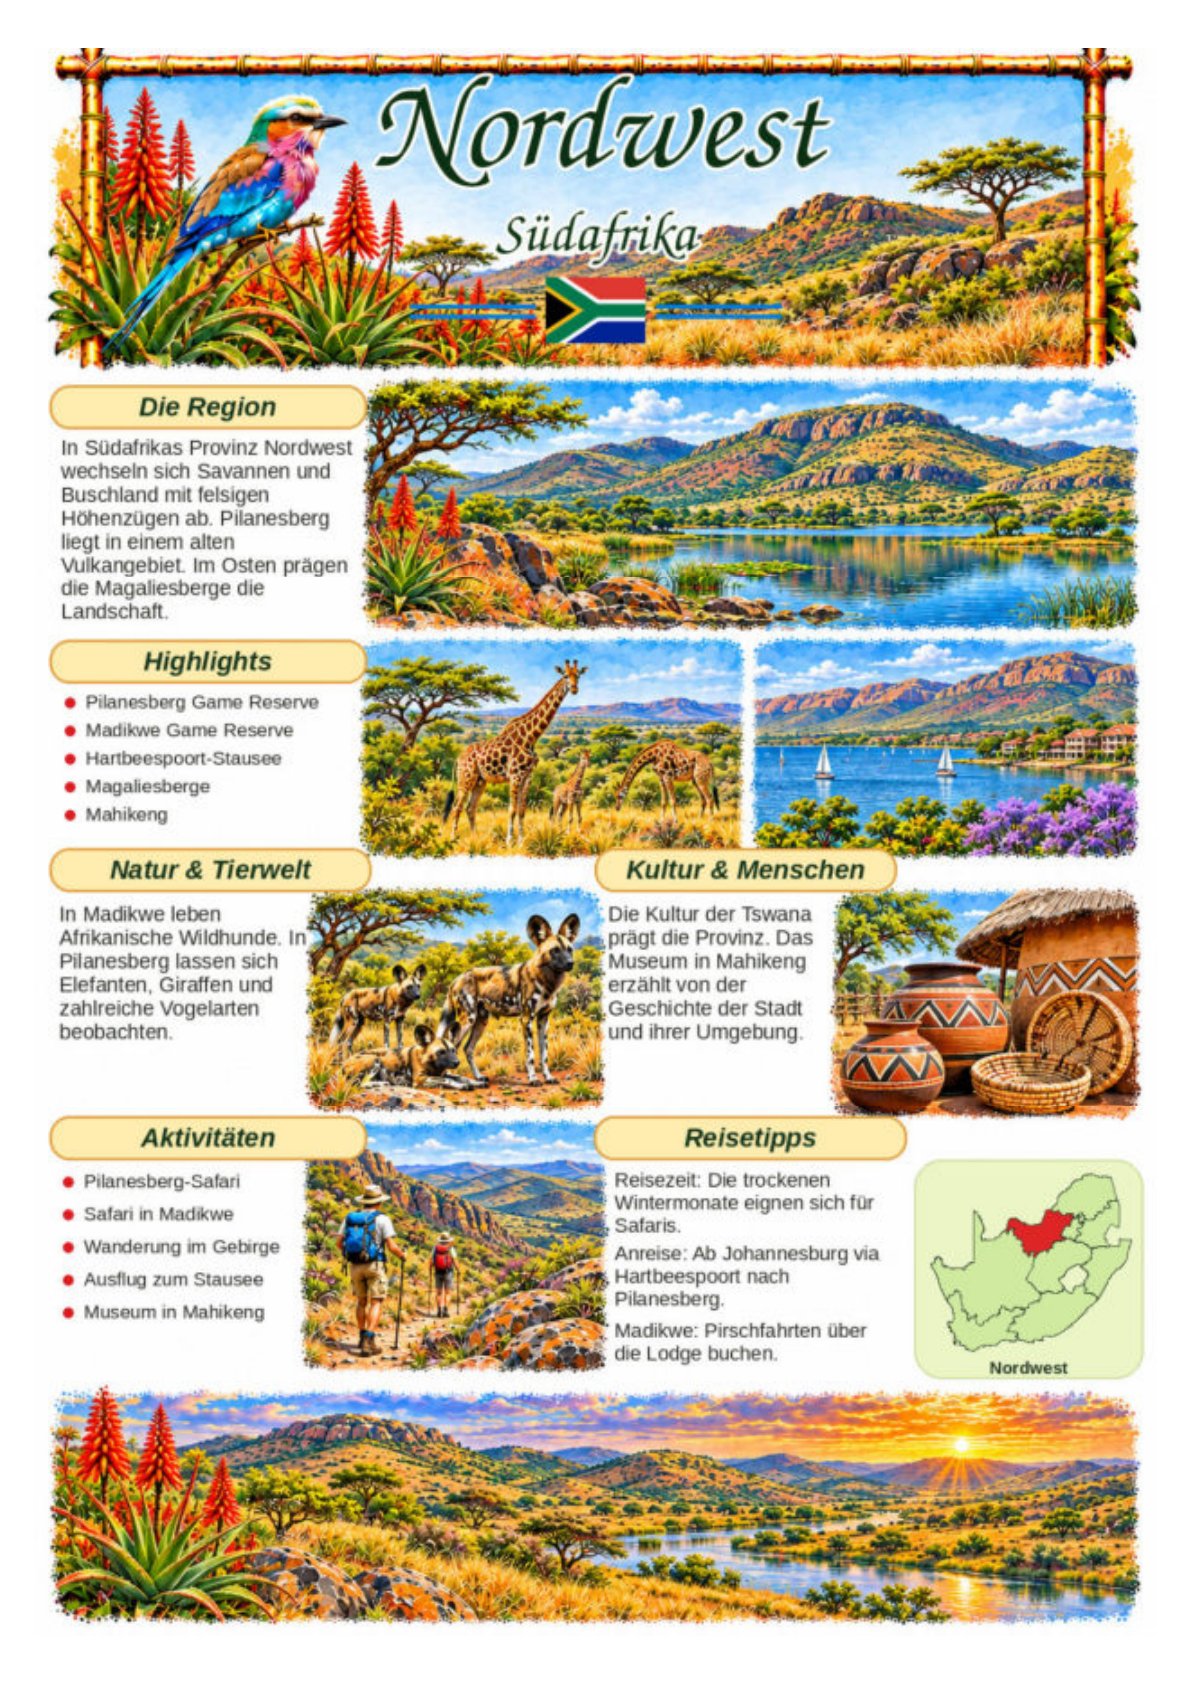 Nordwest
Südafrika
Die Region
In Südafrikas Provinz Nordwest
wechseln sich Savannen und
Buschland mit felsigen
Höhenzügen ab. Pilanesberg
liegt in einem alten
Vulkangebiet. Im Osten prägen
die Magaliesberge die
Landschaft.
Highlights
Pilanesberg Game Reserve
Madikwe Game Reserve
Hartbeespoort-Stausee
Magaliesberge
Mahikeng
Natur & Tierwelt
In Madikwe leben
Afrikanische Wildhunde. In
Pilanesberg lassen sich
Elefanten, Giraffen und
zahlreiche Vogelarten
beobachten.
Kultur & Menschen
Die Kultur der Tswana
prägt die Provinz. Das
Museum in Mahikeng
erzählt von der
Geschichte der Stadt
und ihrer Umgebung.
Aktivitäten
Pilanesberg-Safari
Safari in Madikwe
Wanderung im Gebirge
Ausflug zum Stausee
Museum in Mahikeng
Reisetipps
Reisezeit: Die trockenen
Wintermonate eignen sich für
Safaris.
Anreise: Ab Johannesburg via
Hartbeespoort nach
Pilanesberg.
Madikwe: Pirschfahrten über
die Lodge buchen.
Nordwest